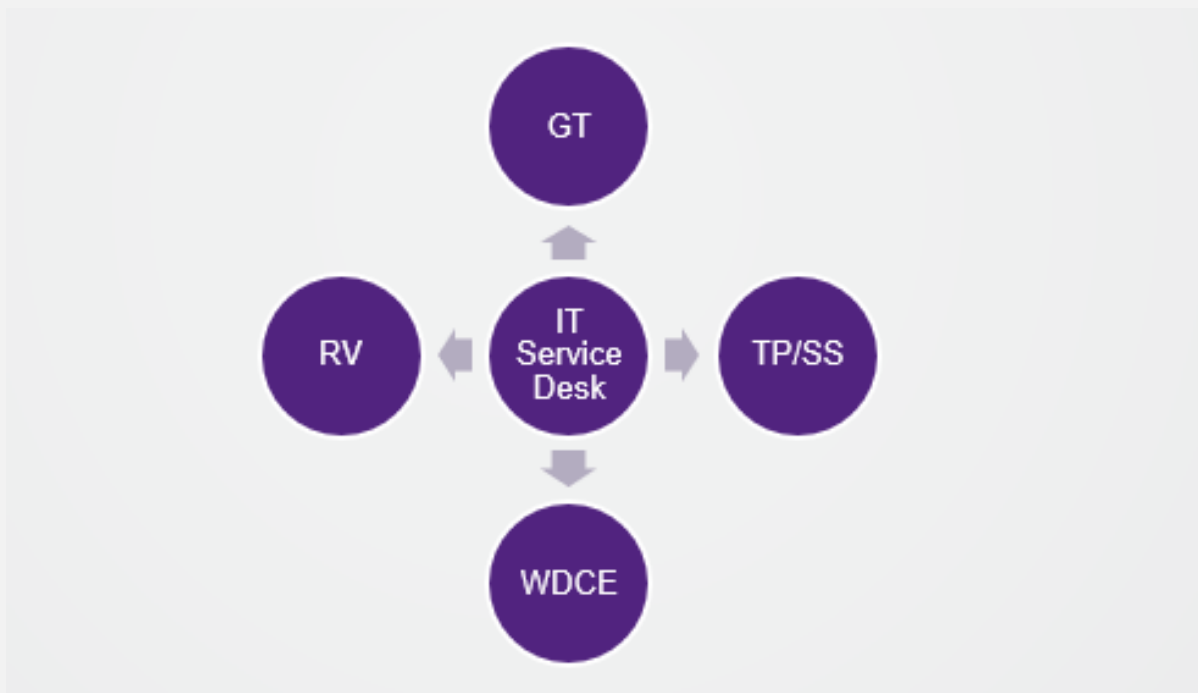 GT
RV
IT
Service
Desk
TP/SS
WDCE